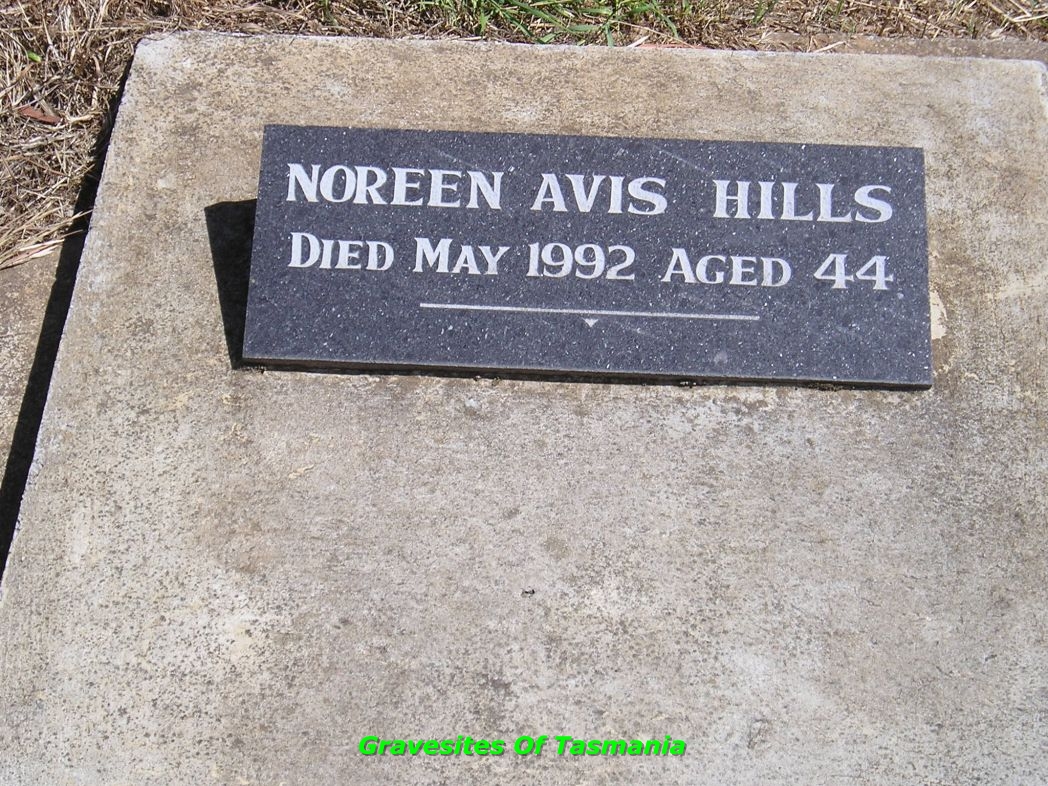 NOREEN AVIS HILLS
DIED MAY 1992 AGED 44
Gravesites Of Tasmania